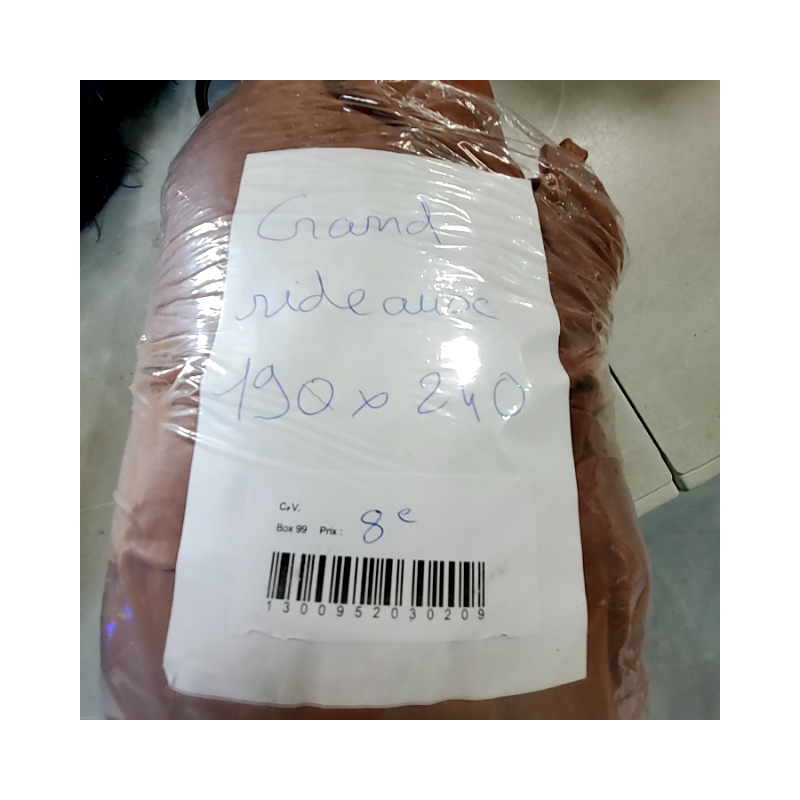 Grand
rideaux
190 x 240
C.V.
Box 99 Prix : 8 €
1300952030209